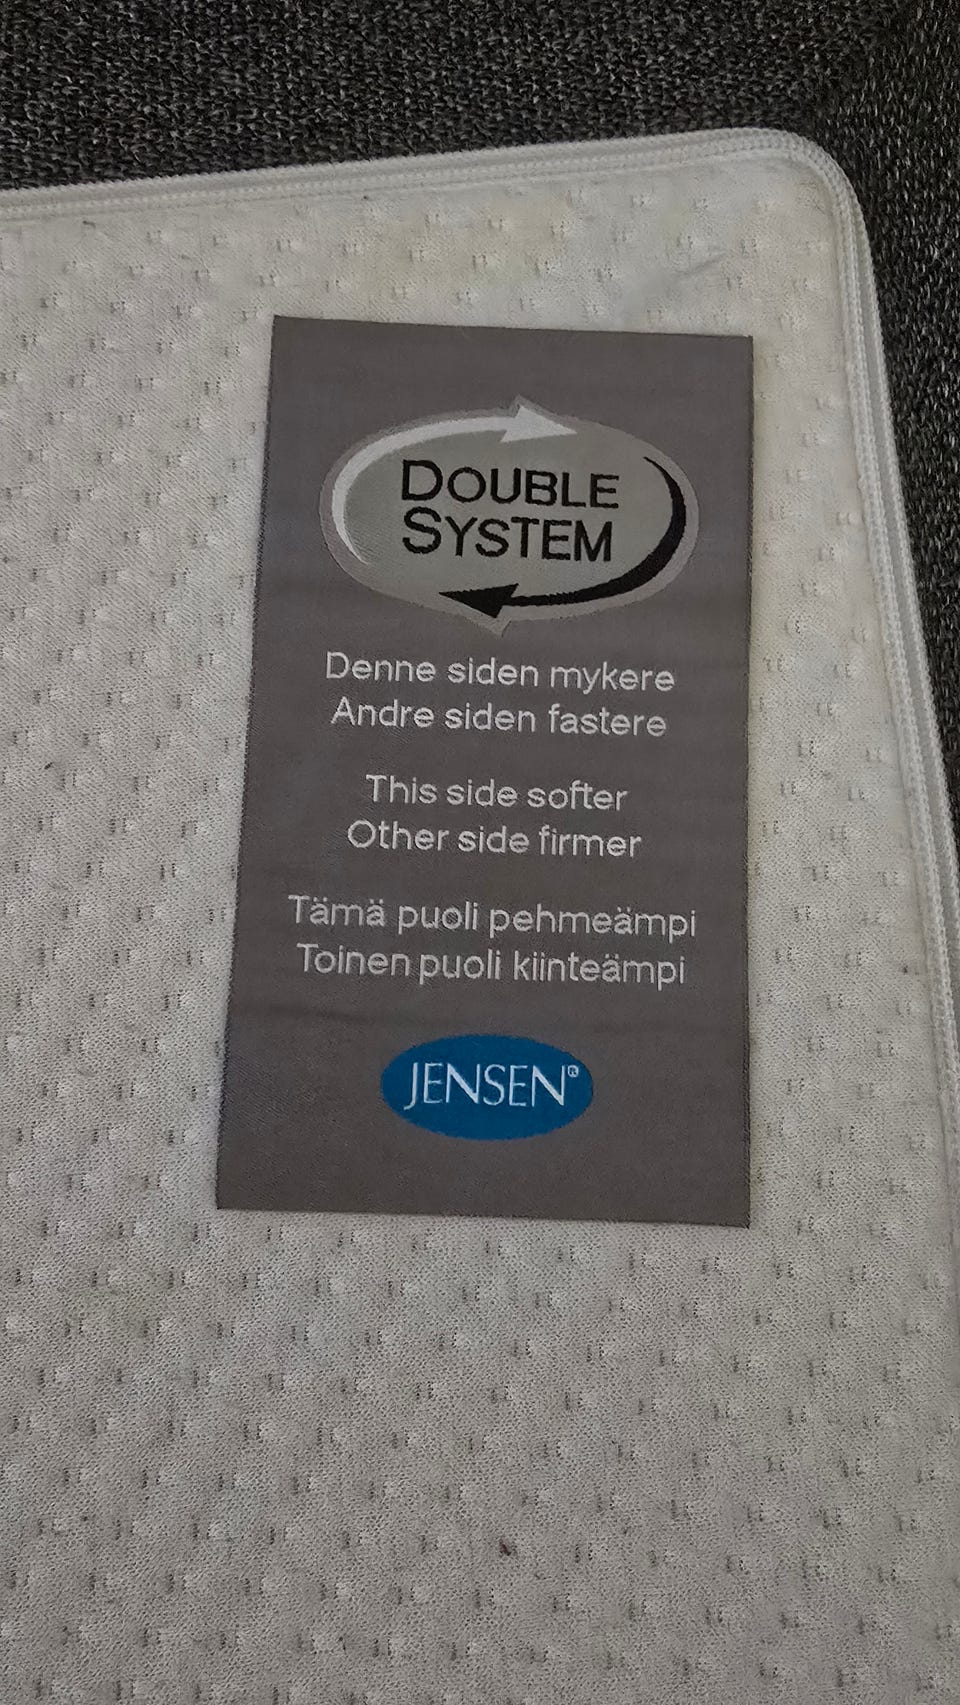 DOUBLE
SYSTEM
Denne siden mykere
Andre siden fastere
This side softer
Other side firmer
Tämä puoli pehmeämpi
Toinen puoli kiinteämpi
JENSEN®